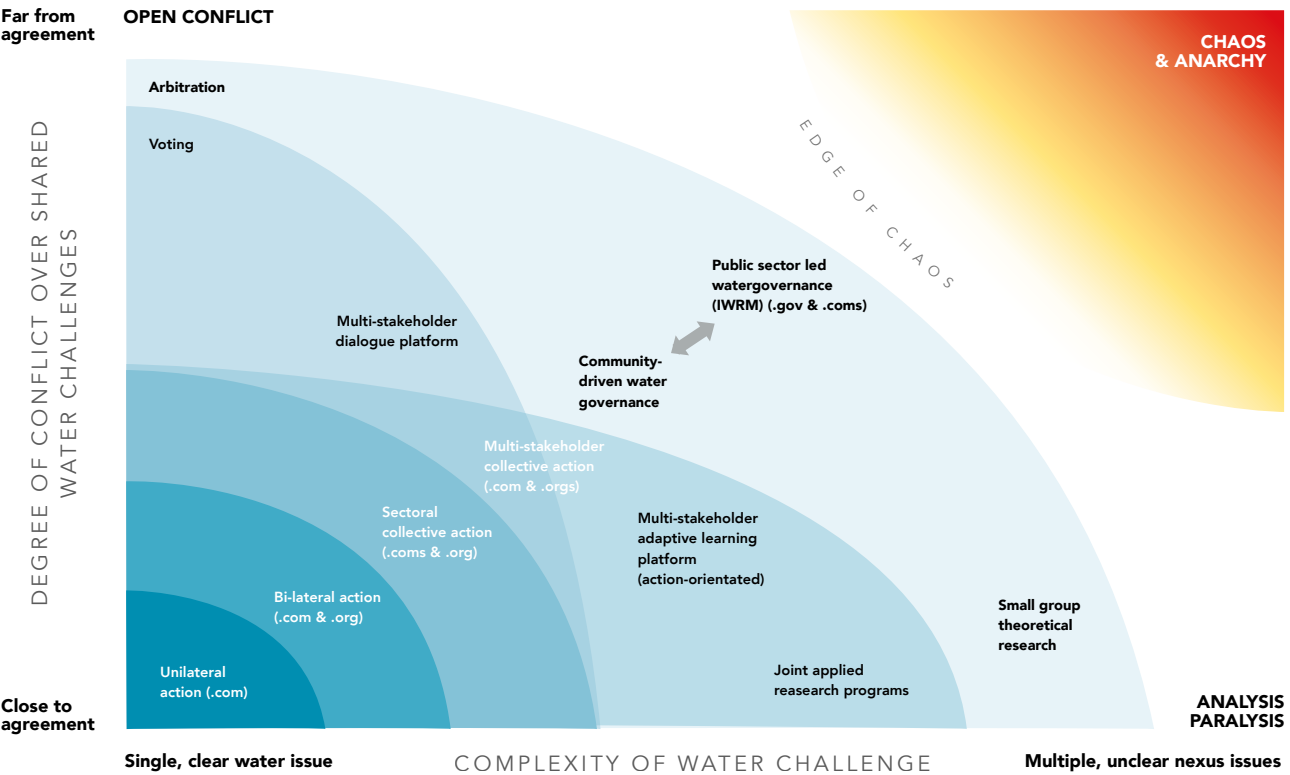 Far from
agreement
OPEN CONFLICT
CHAOS
& ANARCHY
EDGE OF CHAOS
Arbitration
Voting
DEGREE OF CONFLICT OVER SHARED
WATER CHALLENGES
Public sector led
watergovernance
(IWRM) (.gov & .coms)
Multi-stakeholder
dialogue platform
Community-
driven water
governance
Multi-stakeholder
collective action
(.com & .orgs)
Sectoral
collective action
(.coms & .org)
Multi-stakeholder
adaptive learning
platform
(action-orientated)
Bi-lateral action
(.com & .org)
Small group
theoretical
research
Unilateral
action (.com)
Joint applied
reasearch programs
Close to
agreement
ANALYSIS
PARALYSIS
Single, clear water issue
COMPLEXITY OF WATER CHALLENGE
Multiple, unclear nexus issues